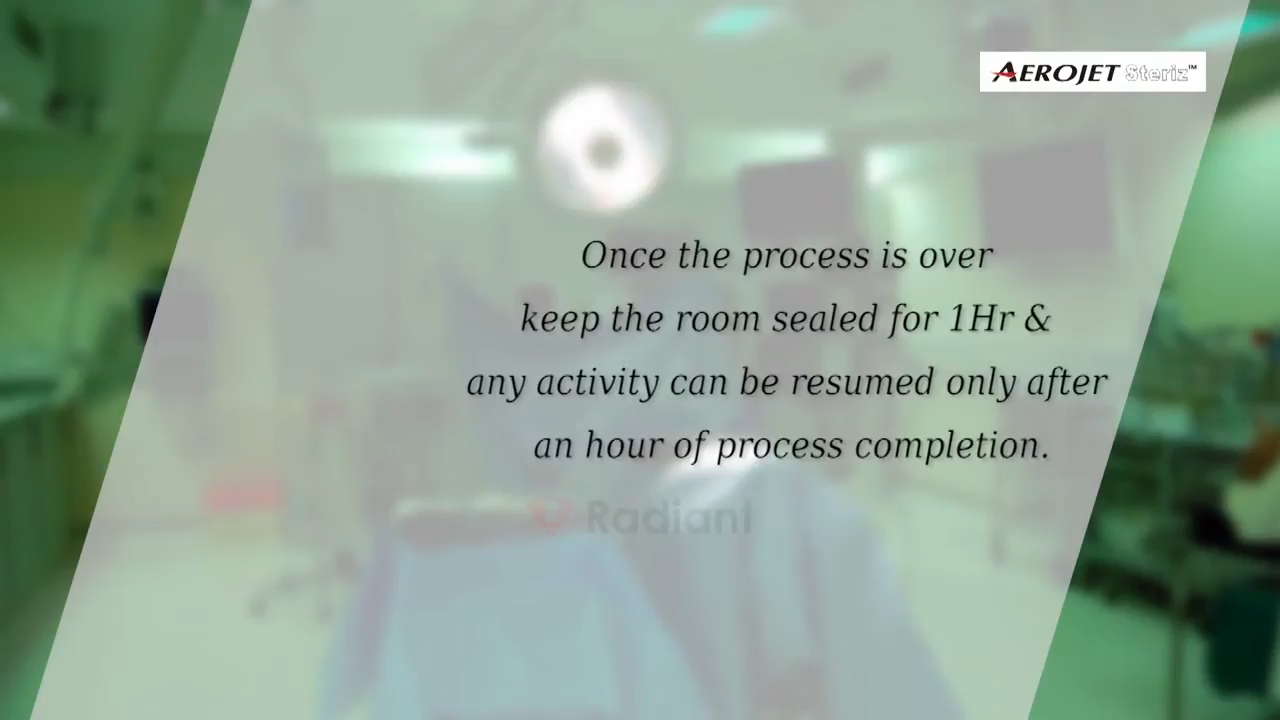 AEROJET Steriz™
Once the process is over
keep the room sealed for 1Hr &
any activity can be resumed only after
an hour of process completion.
Radiant